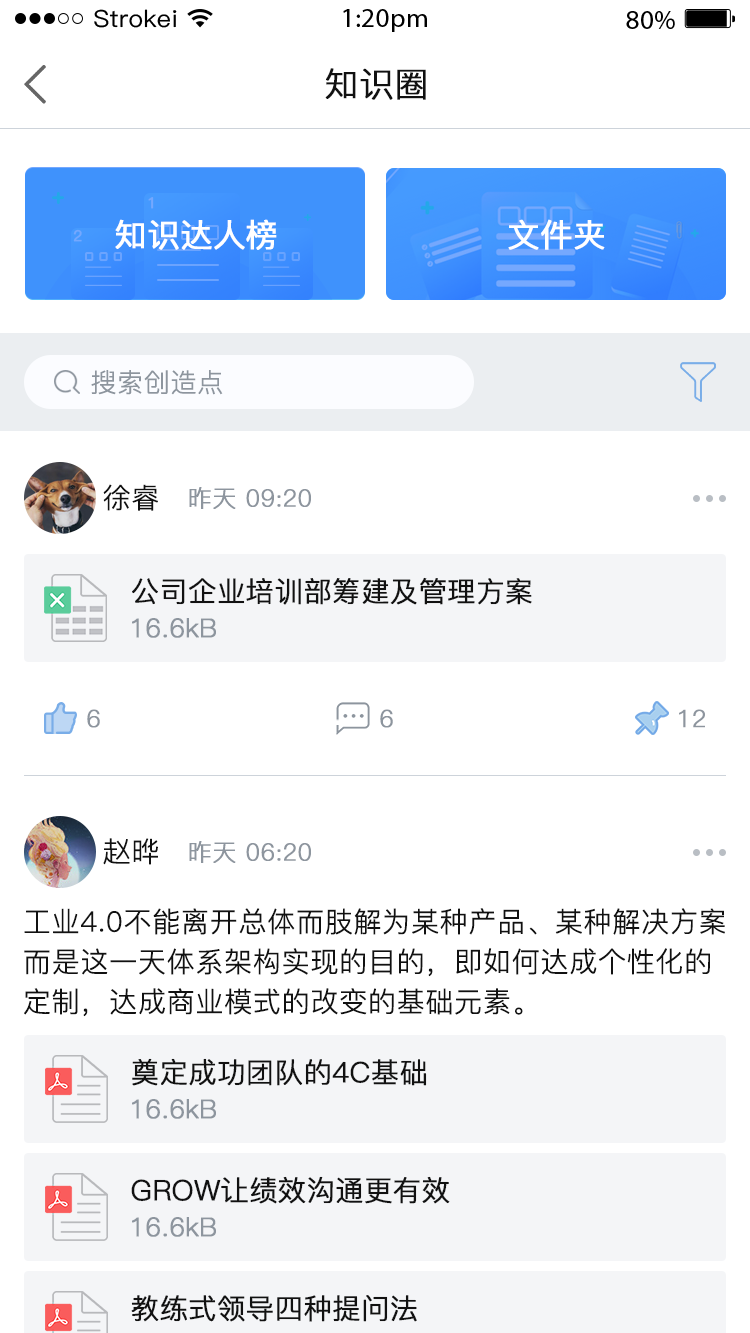 Strokei 1:20pm 80%
知识圈
知识达人榜 文件夹
1
2
搜索创造点
徐睿 昨天 09:20
公司企业培训部筹建及管理方案
16.6kB
6 6 12
赵晔 昨天 06:20
工业4.0不能离开总体而肢解为某种产品、某种解决方案
而是这一天体系架构实现的目的，即如何达成个性化的
定制，达成商业模式的改变的基础元素。
奠定成功团队的4C基础
16.6kB
GROW让绩效沟通更有效
16.6kB
教练式领导四种提问法